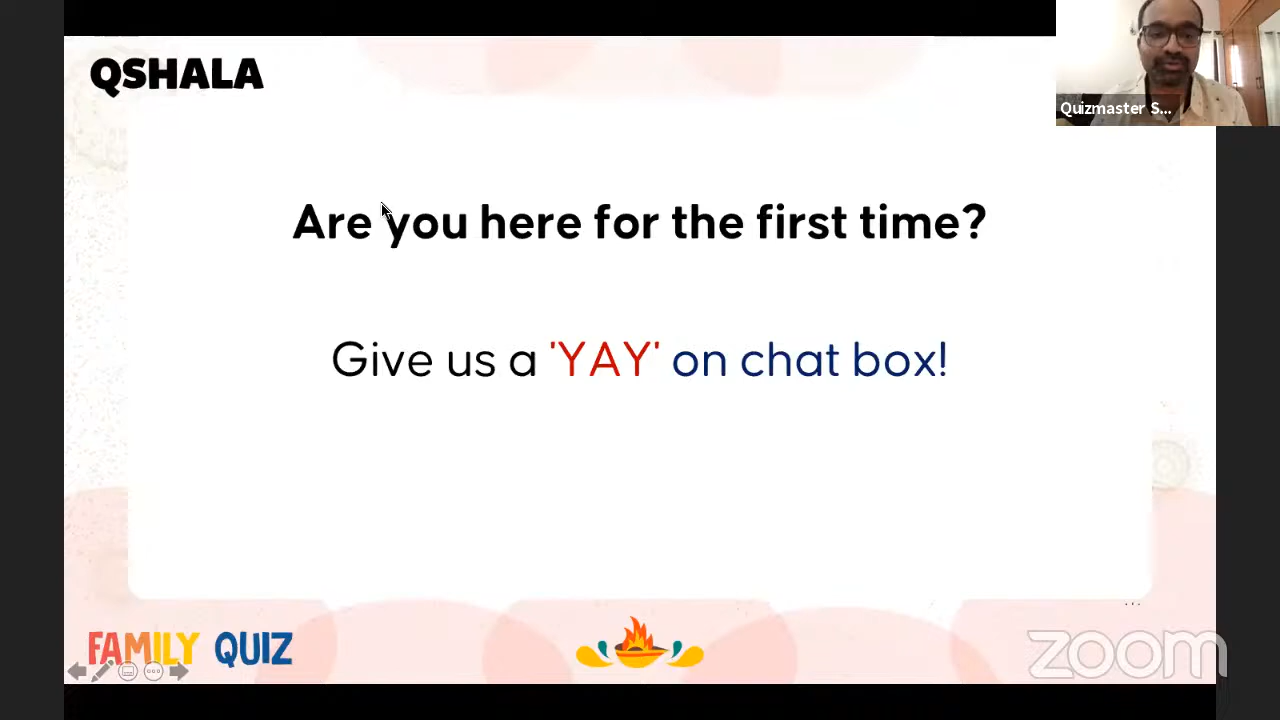 QSHALA
Quizmaster S...
Are you here for the first time?
Give us a 'YAY' on chat box!
FAMILY QUIZ
zoom